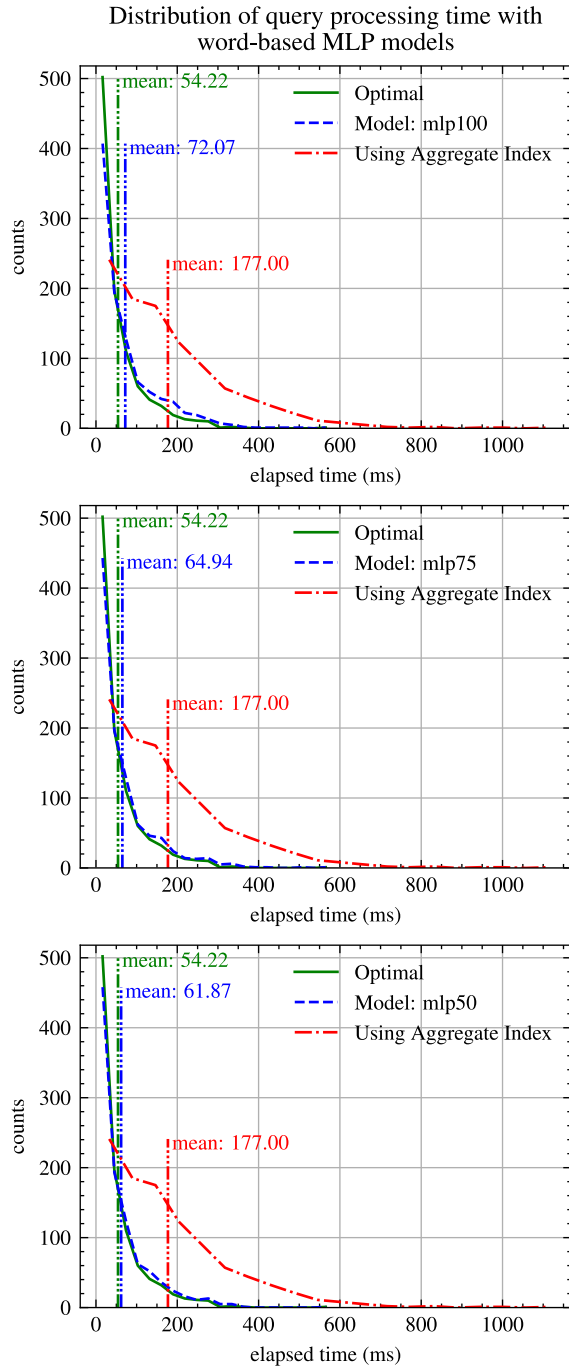 Distribution of query processing time with
word-based MLP models
500
400
300
200
100
0
counts
mean: 54.22
mean: 72.07
mean: 177.00
Optimal
Model: mlp100
Using Aggregate Index
0 200 400 600 800 1000
elapsed time (ms)
500
400
300
200
100
0
counts
mean: 54.22
mean: 64.94
mean: 177.00
Optimal
Model: mlp75
Using Aggregate Index
0 200 400 600 800 1000
elapsed time (ms)
500
400
300
200
100
0
counts
mean: 54.22
mean: 61.87
mean: 177.00
Optimal
Model: mlp50
Using Aggregate Index
0 200 400 600 800 1000
elapsed time (ms)